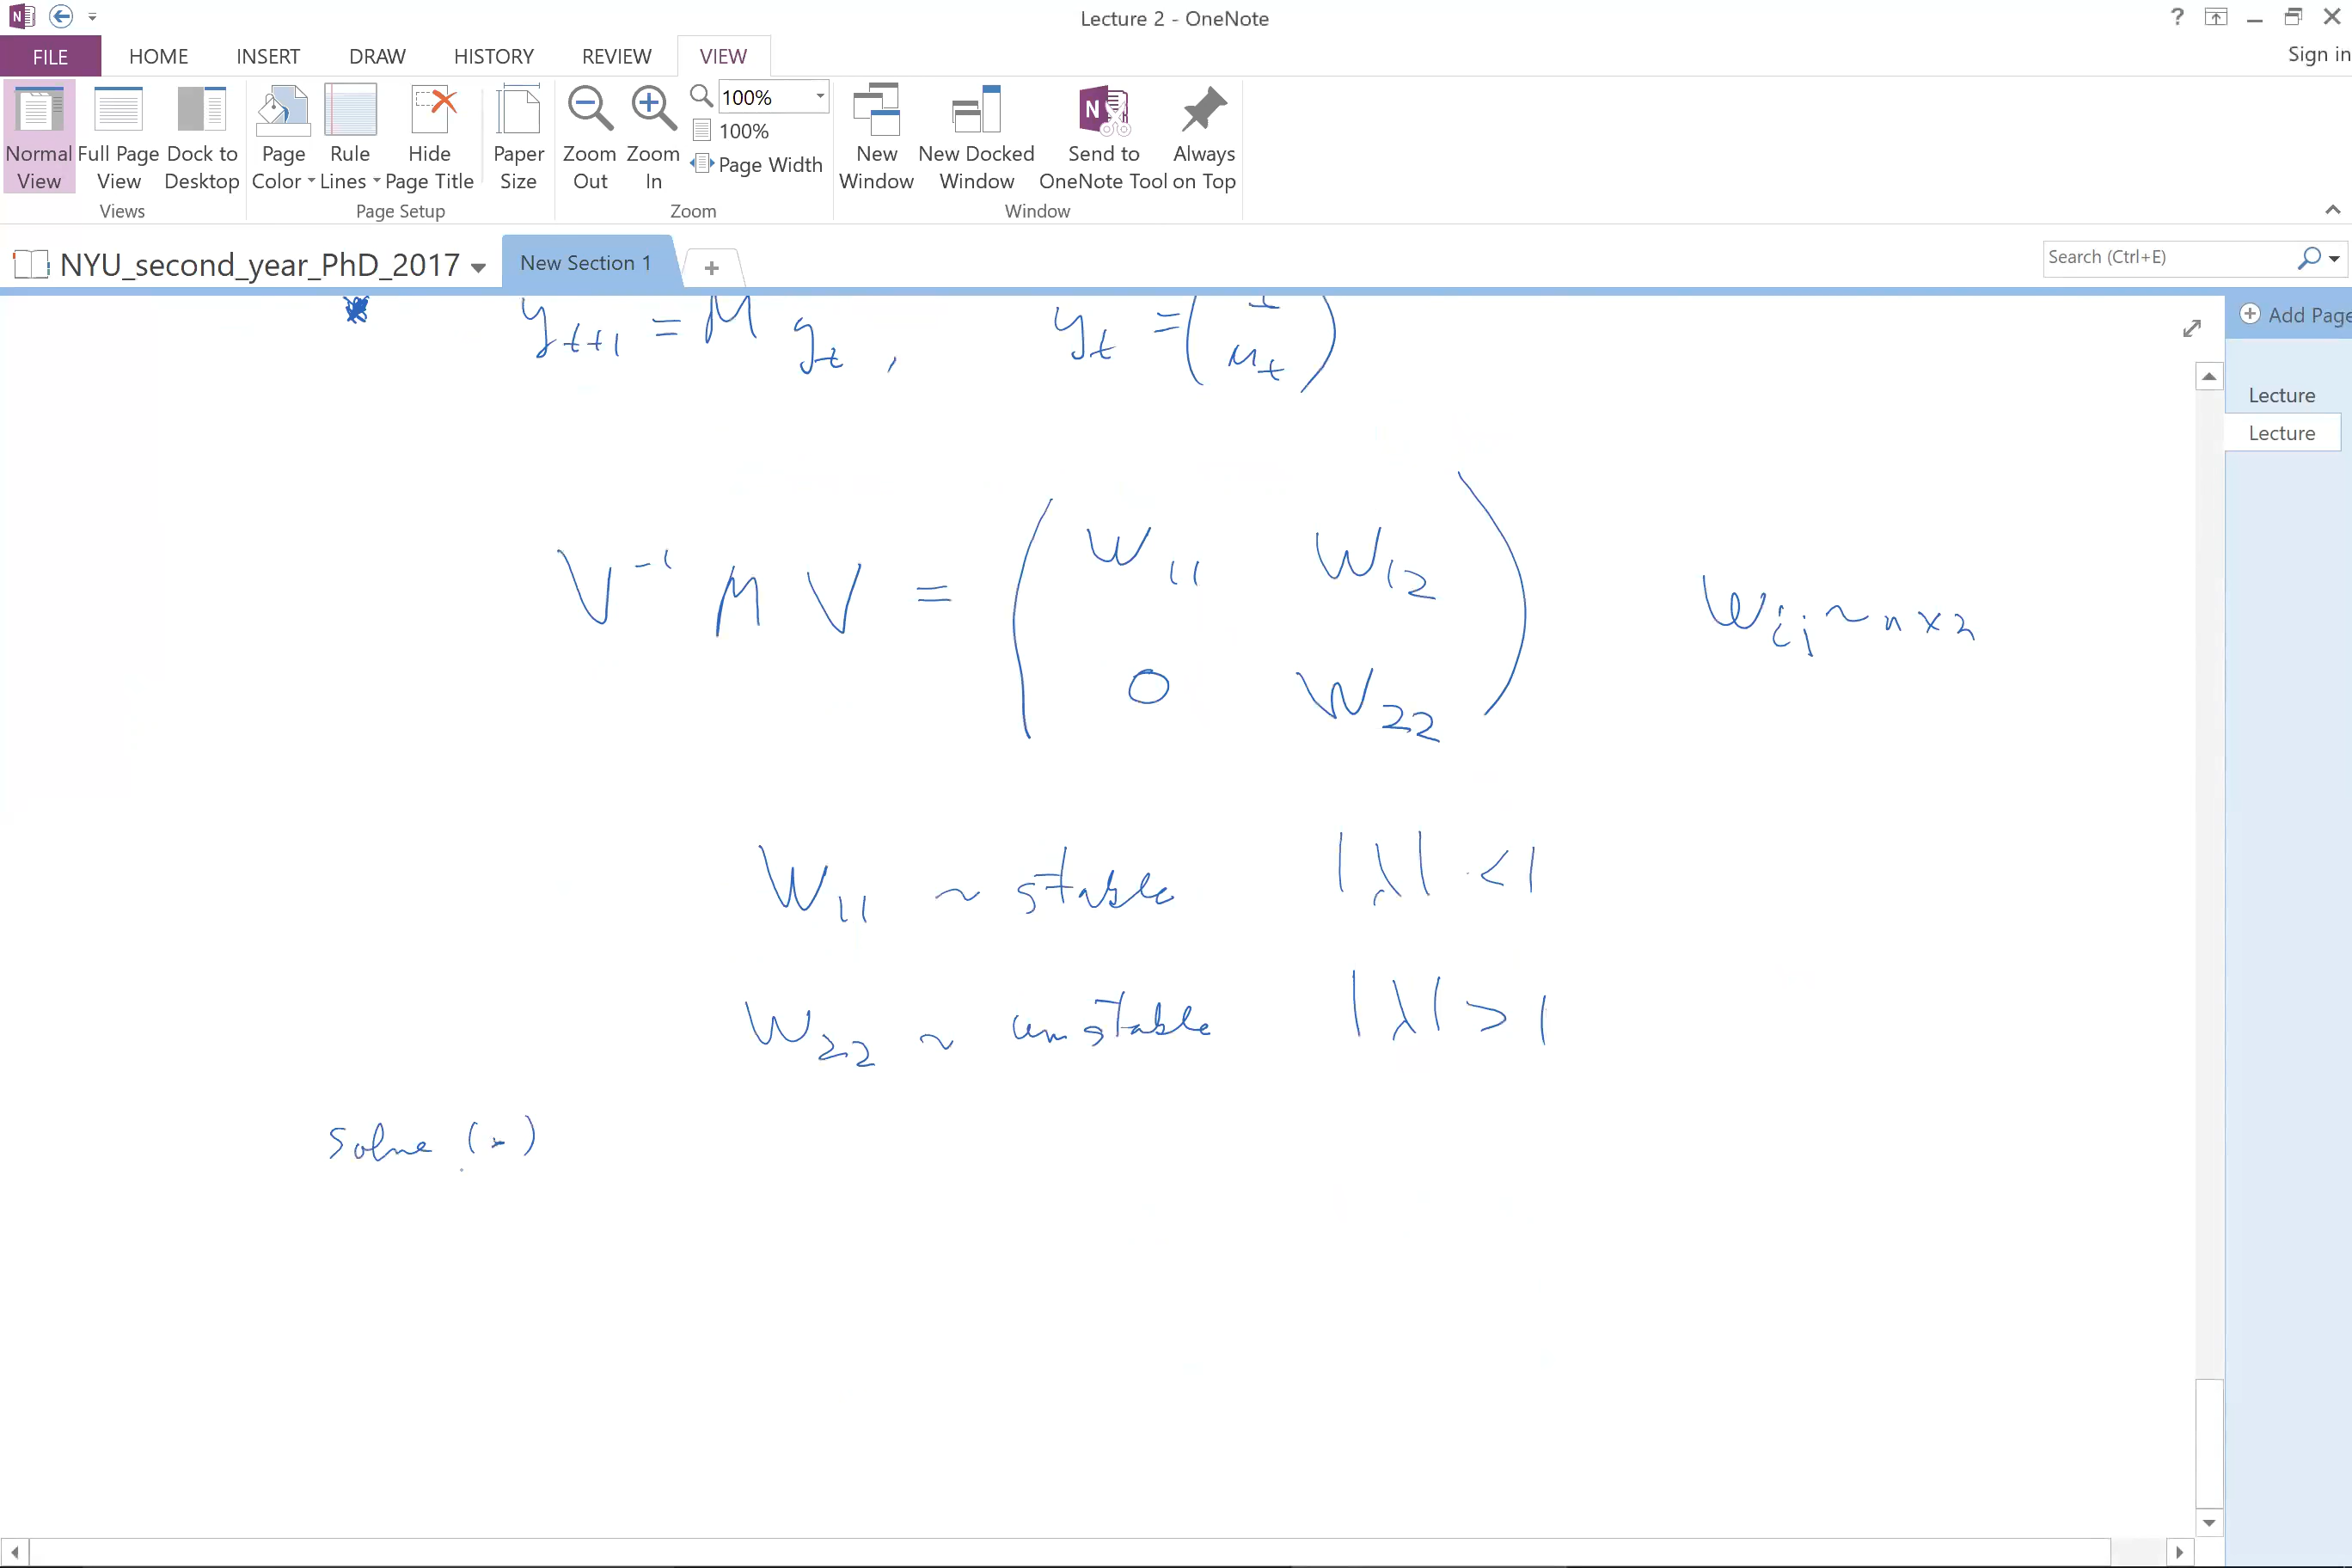 Lecture 2 - OneNote
Sign in
FILE HOME INSERT DRAW HISTORY REVIEW VIEW
Normal View
Full Page View
Dock to Desktop
Page Color
Rule Lines
Hide Page Title
Paper Size
Zoom Out
Zoom In
100%
100%
Page Width
New Window
New Docked Window
Send to OneNote Tool
Always on Top
Views Page Setup Zoom Window
NYU_second_year_PhD_2017 New Section 1 Search (Ctrl+E)
Add Page
Lecture
Lecture
* y_{t+1} = M y_t , y_t = ( μ_t )
V^{-1} M V = ( W_{11} W_{12}
0 W_{22} ) W_{ij} ~ n × n
W_{11} ~ stable |λ| < 1
W_{22} ~ unstable |λ| > 1
Solve (*)